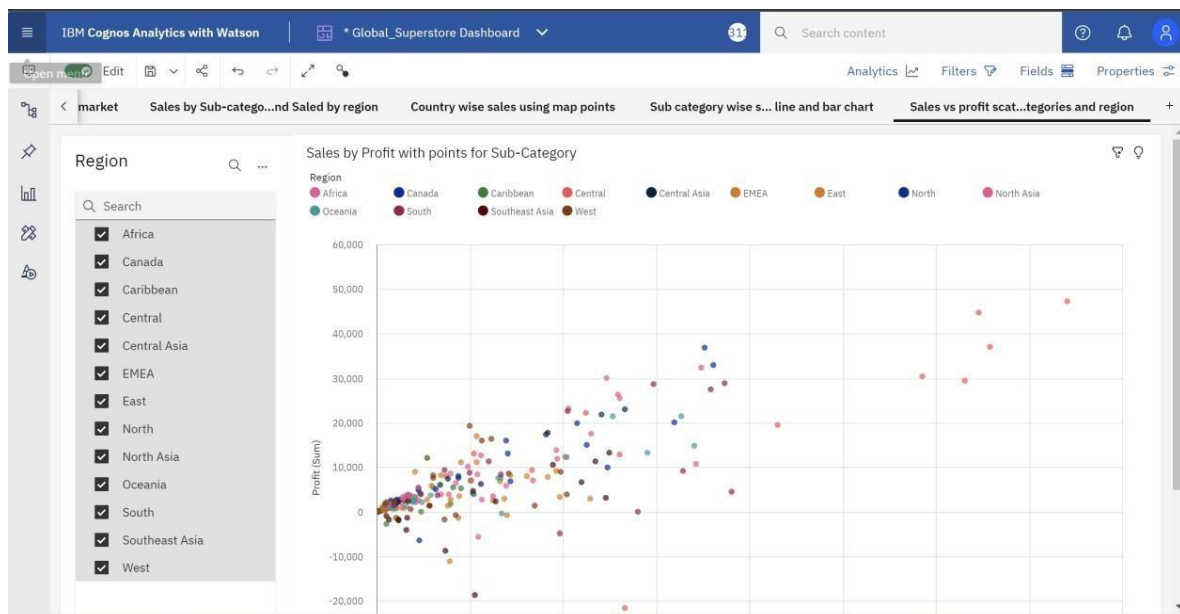 IBM Cognos Analytics with Watson
* Global_Superstore Dashboard
Search content
Open menu
Edit
Analytics
Filters
Fields
Properties
market
Sales by Sub-catego...nd Saled by region
Country wise sales using map points
Sub category wise s... line and bar chart
Sales vs profit scat...tegories and region
+
Region
...
Search
Africa
Canada
Caribbean
Central
Central Asia
EMEA
East
North
North Asia
Oceania
South
Southeast Asia
West
Sales by Profit with points for Sub-Category
Region
Africa Canada Caribbean Central Central Asia EMEA East North North Asia
Oceania South Southeast Asia West
Profit (Sum)
60,000
50,000
40,000
30,000
20,000
10,000
0
-10,000
-20,000